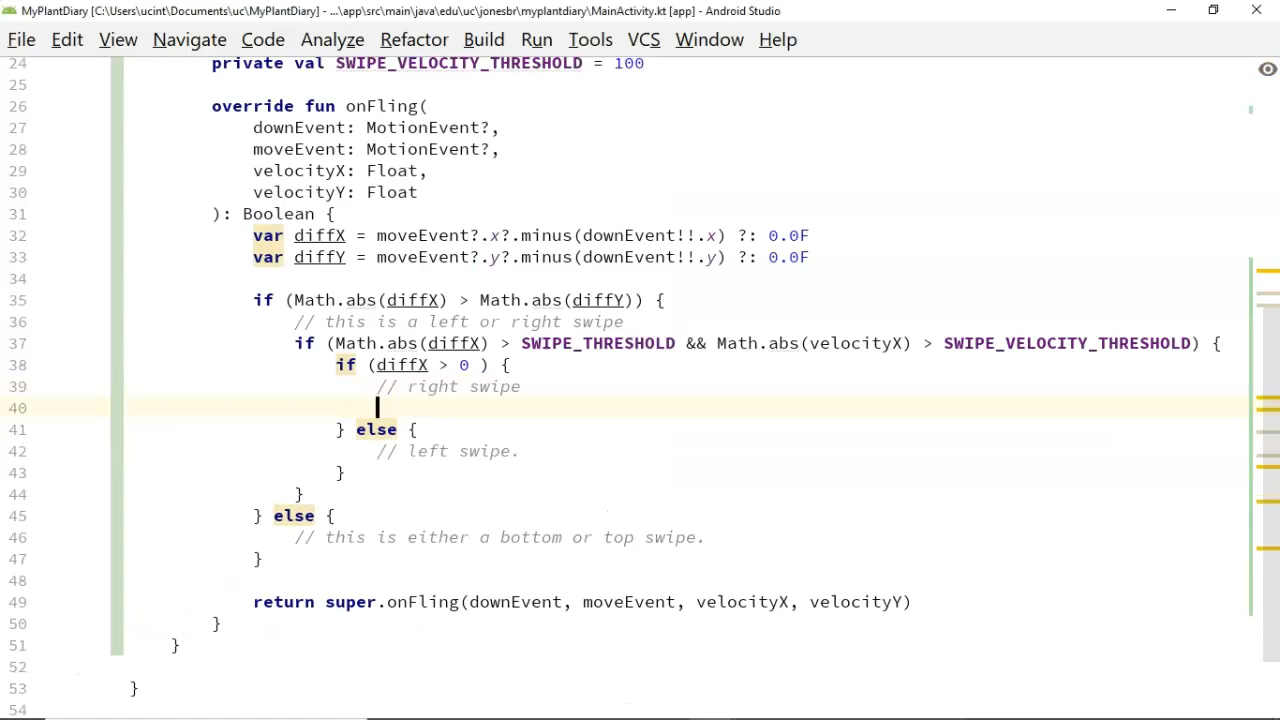 MyPlantDiary [C:\Users\ucint\Documents\uc\MyPlantDiary] - ...\app\src\main\java\edu\uc\jonesbr\myplantdiary\MainActivity.kt [app] - Android Studio
File Edit View Navigate Code Analyze Refactor Build Run Tools VCS Window Help
24 private val SWIPE_VELOCITY_THRESHOLD = 100
25
26 override fun onFling(
27 downEvent: MotionEvent?,
28 moveEvent: MotionEvent?,
29 velocityX: Float,
30 velocityY: Float
31 ): Boolean {
32 var diffX = moveEvent?.x?.minus(downEvent!!.x) ?: 0.0F
33 var diffY = moveEvent?.y?.minus(downEvent!!.y) ?: 0.0F
34
35 if (Math.abs(diffX) > Math.abs(diffY)) {
36 // this is a left or right swipe
37 if (Math.abs(diffX) > SWIPE_THRESHOLD && Math.abs(velocityX) > SWIPE_VELOCITY_THRESHOLD) {
38 if (diffX > 0 ) {
39 // right swipe
40
41 } else {
42 // left swipe.
43 }
44 }
45 } else {
46 // this is either a bottom or top swipe.
47 }
48
49 return super.onFling(downEvent, moveEvent, velocityX, velocityY)
50 }
51 }
52
53 }
54